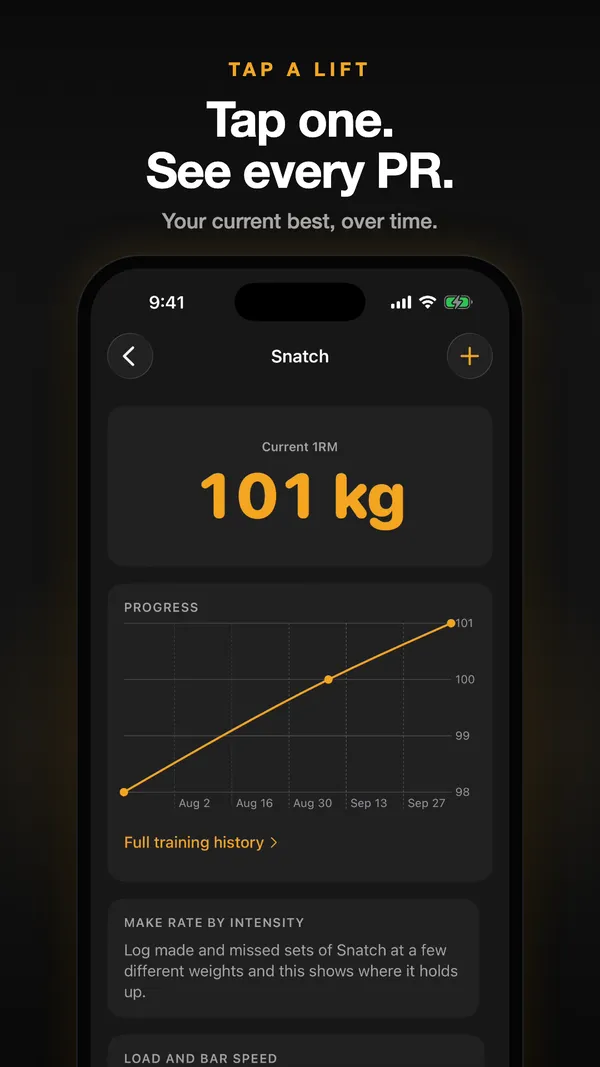 TAP A LIFT
Tap one.
See every PR.
Your current best, over time.
9:41
Snatch
Current 1RM
101 kg
PROGRESS
101
100
99
98
Aug 2 Aug 16 Aug 30 Sep 13 Sep 27
Full training history
MAKE RATE BY INTENSITY
Log made and missed sets of Snatch at a few
different weights and this shows where it holds
up.
LOAD AND BAR SPEED